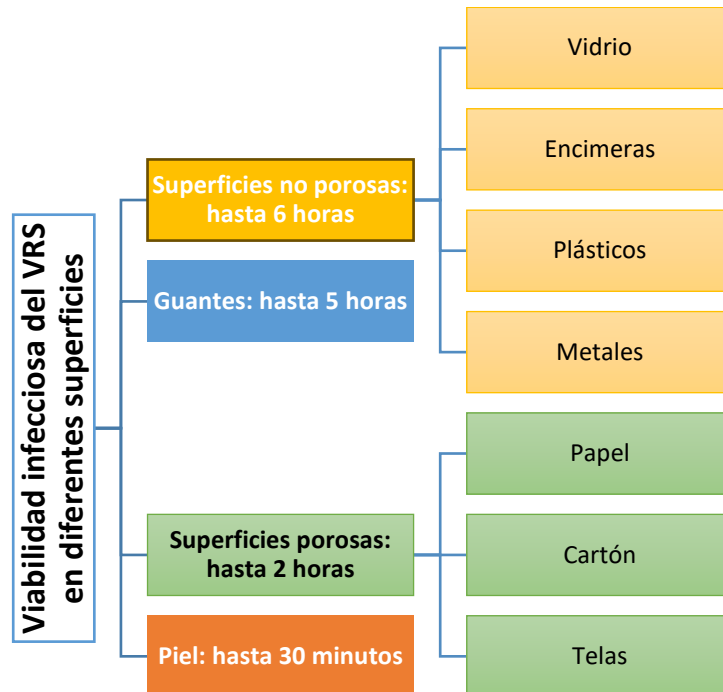 Viabilidad infecciosa del VRS
en diferentes superficies
Superficies no porosas:
hasta 6 horas
Vidrio
Encimeras
Plásticos
Metales
Guantes: hasta 5 horas
Superficies porosas:
hasta 2 horas
Papel
Cartón
Telas
Piel: hasta 30 minutos